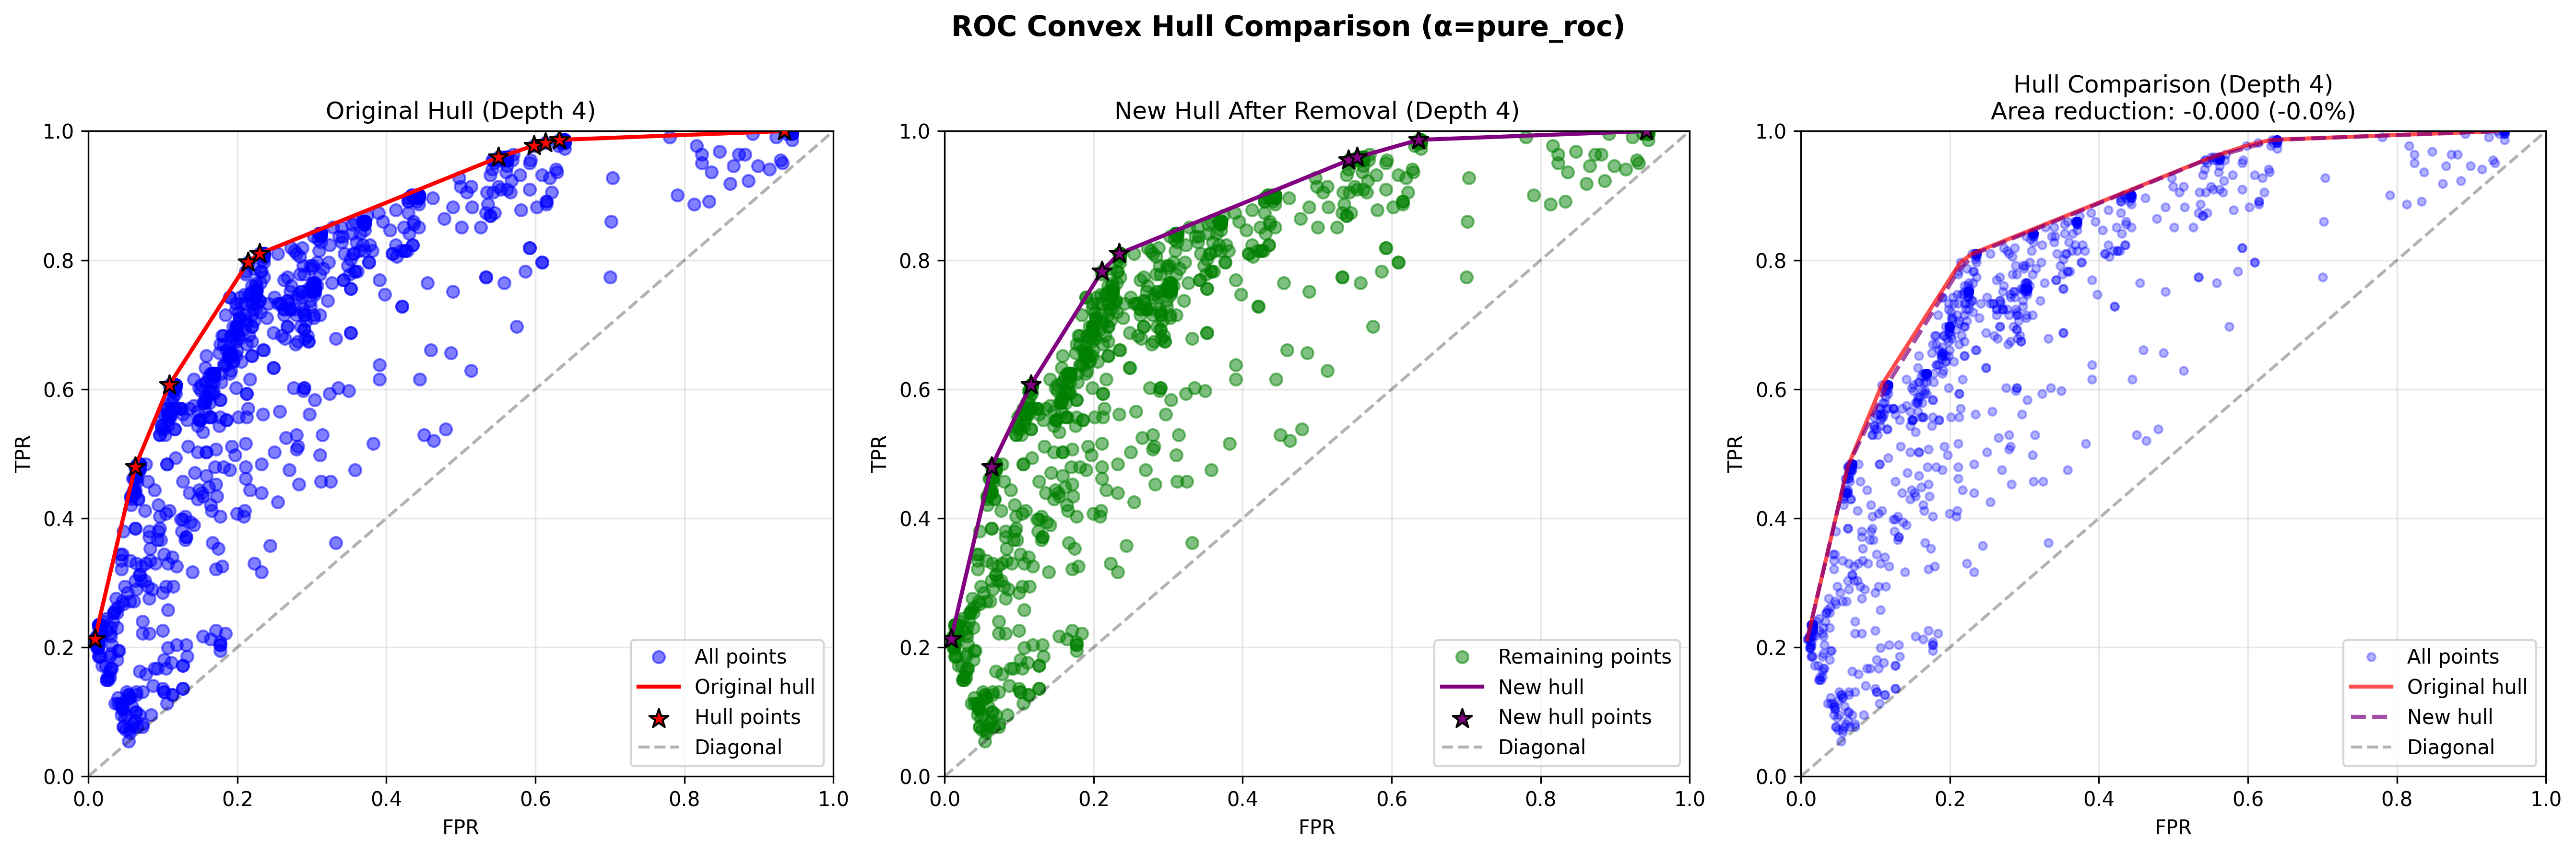 ROC Convex Hull Comparison (α=pure_roc)
Original Hull (Depth 4)
1.0
0.8
0.6
0.4
0.2
0.0
TPR
0.0 0.2 0.4 0.6 0.8 1.0
FPR
All points
Original hull
Hull points
Diagonal
New Hull After Removal (Depth 4)
1.0
0.8
0.6
0.4
0.2
0.0
TPR
0.0 0.2 0.4 0.6 0.8 1.0
FPR
Remaining points
New hull
New hull points
Diagonal
Hull Comparison (Depth 4)
Area reduction: -0.000 (-0.0%)
1.0
0.8
0.6
0.4
0.2
0.0
TPR
0.0 0.2 0.4 0.6 0.8 1.0
FPR
All points
Original hull
New hull
Diagonal